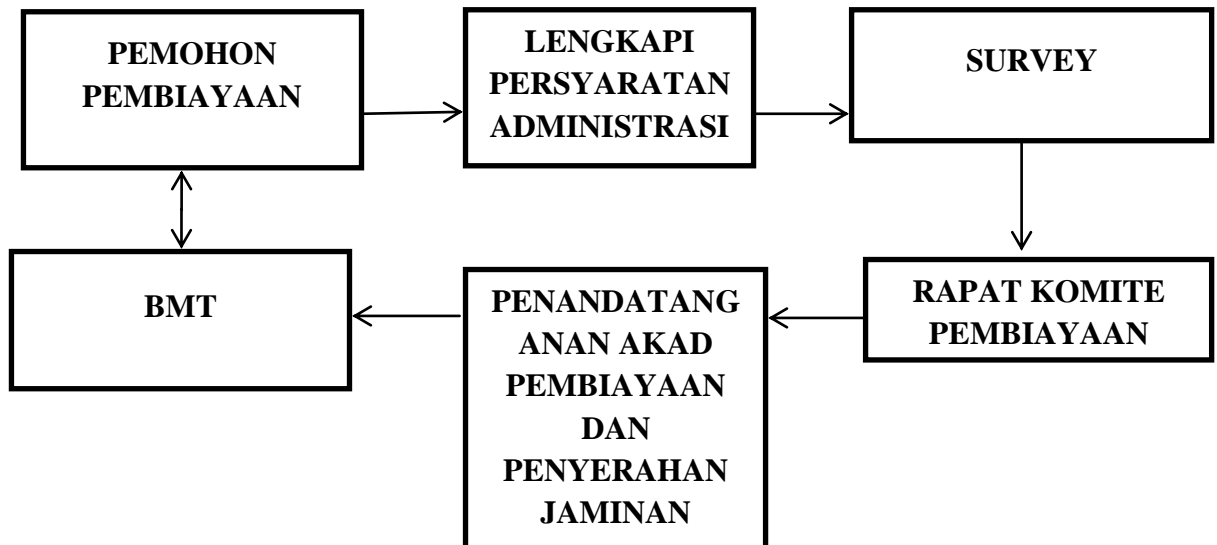 PEMOHON
PEMBIAYAAN
LENGKAPI
PERSYARATAN
ADMINISTRASI
SURVEY
BMT
PENANDATANG
ANAN AKAD
PEMBIAYAAN
DAN
PENYERAHAN
JAMINAN
RAPAT KOMITE
PEMBIAYAAN